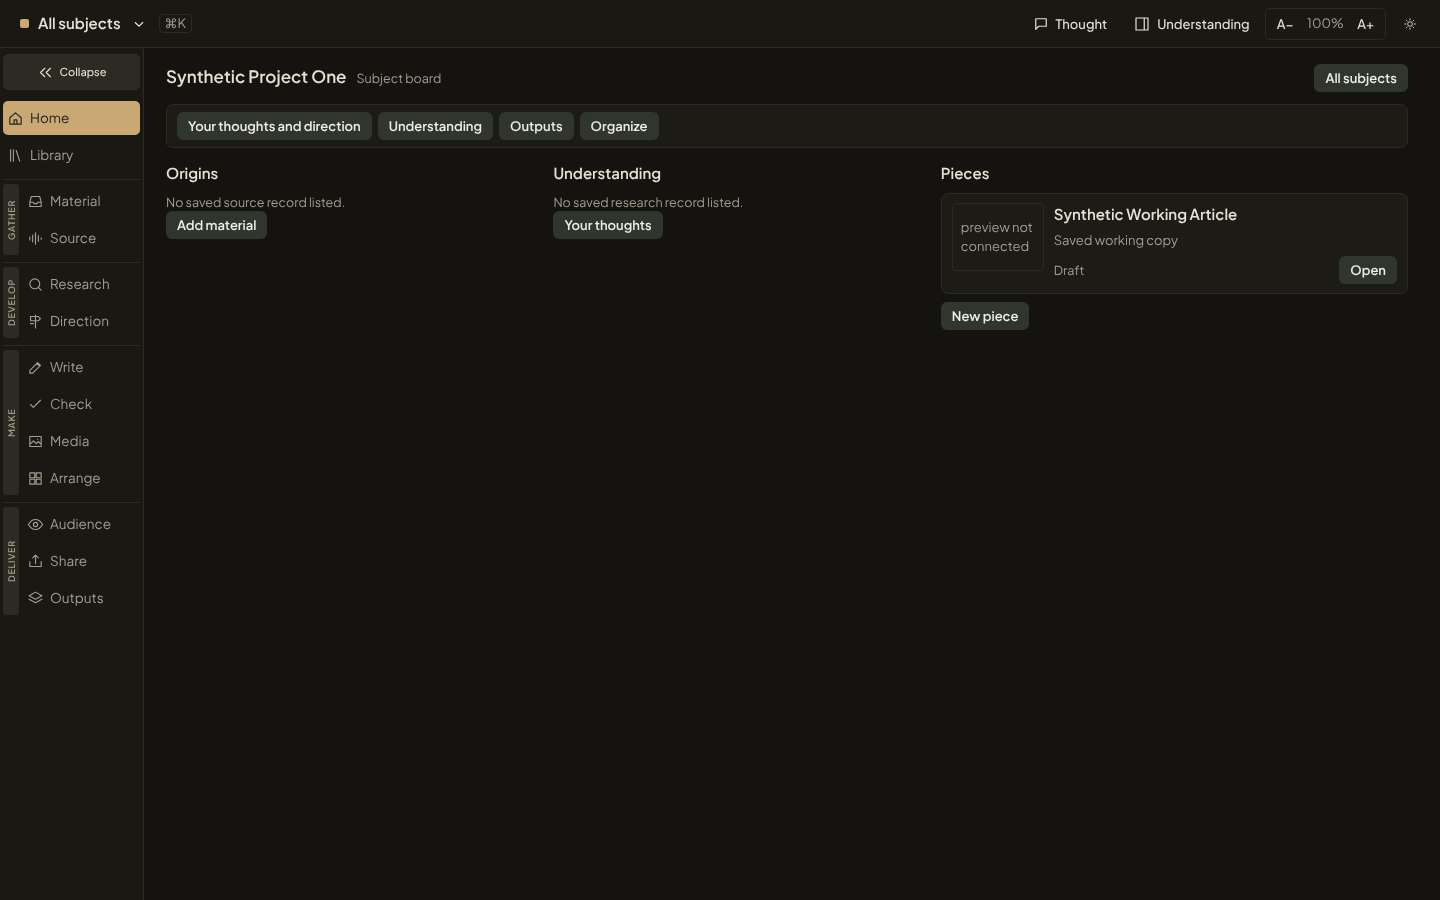 All subjects
⌘K
Thought
Understanding
A−
100%
A+
Collapse
Home
Library
GATHER
Material
Source
DEVELOP
Research
Direction
MAKE
Write
Check
Media
Arrange
DELIVER
Audience
Share
Outputs
Synthetic Project One
Subject board
All subjects
Your thoughts and direction
Understanding
Outputs
Organize
Origins
No saved source record listed.
Add material
Understanding
No saved research record listed.
Your thoughts
Pieces
preview not
connected
Synthetic Working Article
Saved working copy
Draft
Open
New piece